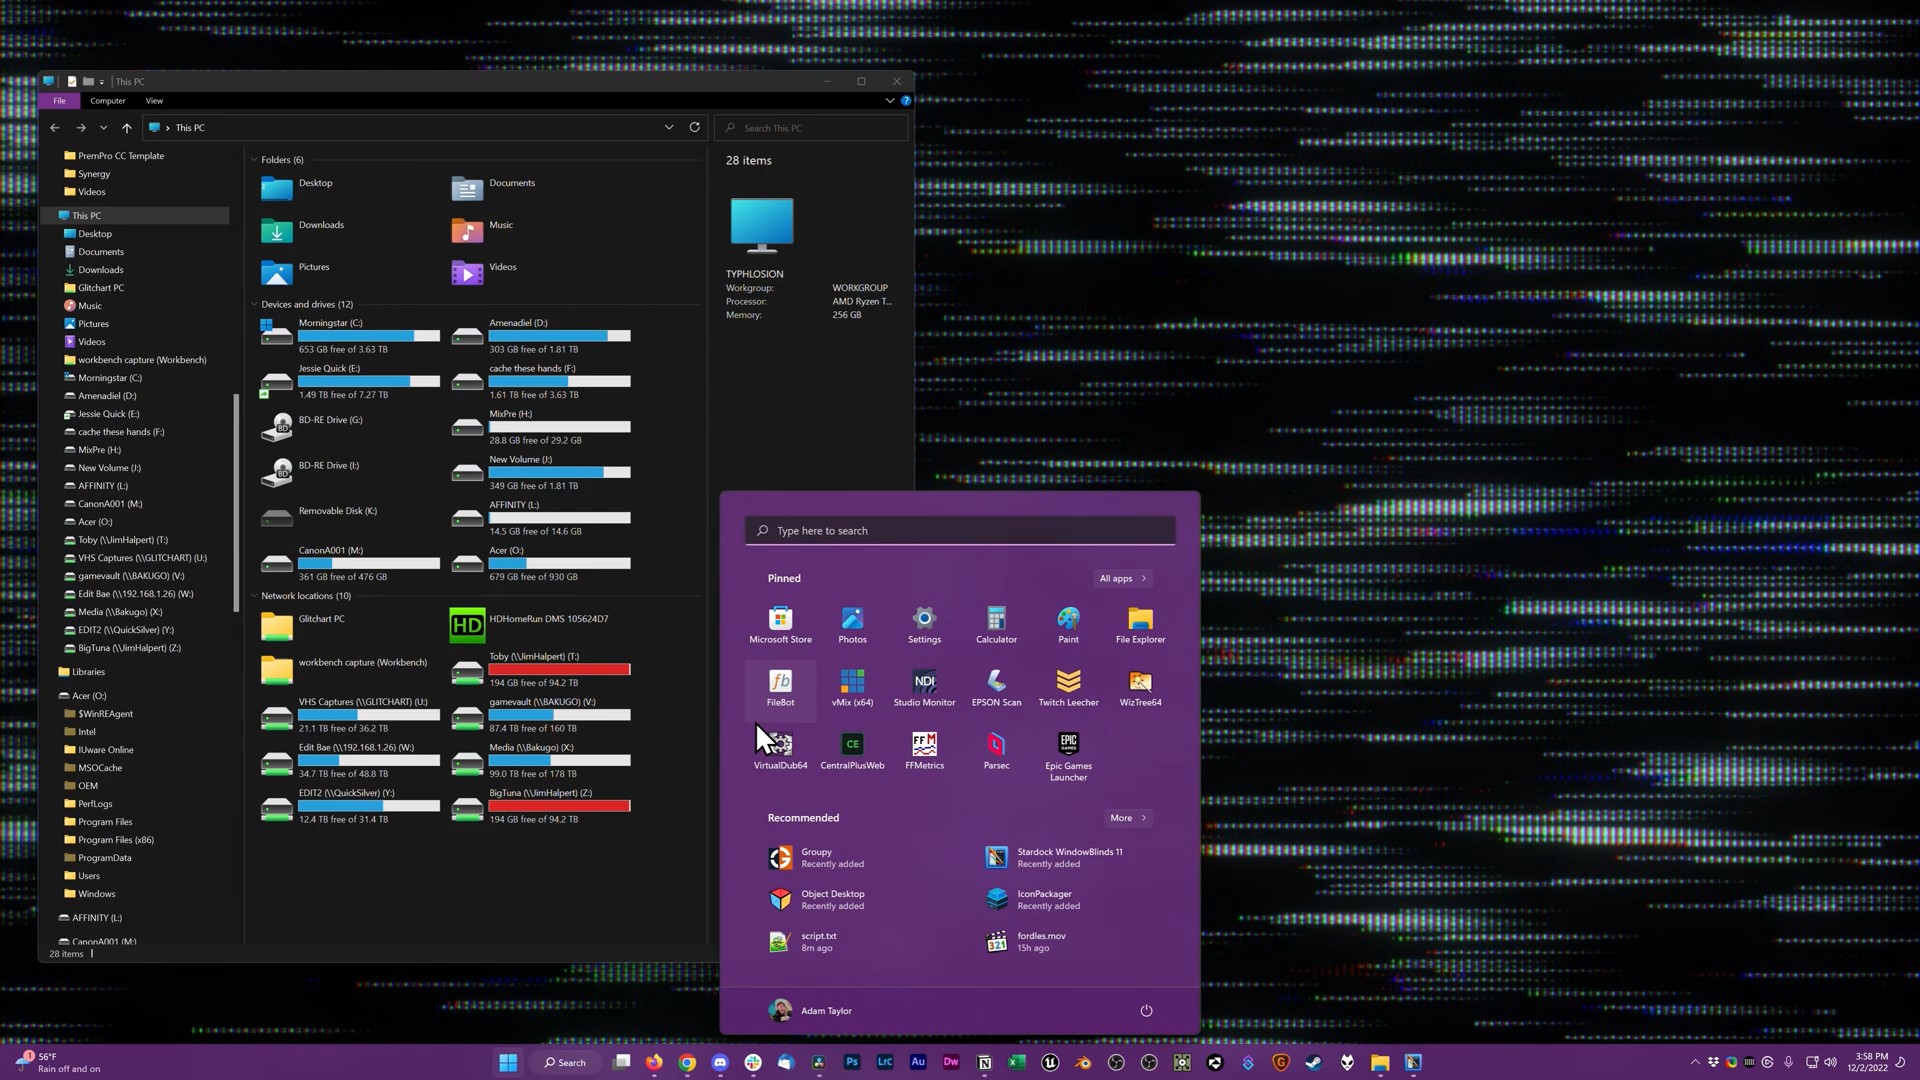 This PC
File
Computer
View
This PC
Search This PC
PremPro CC Template
Synergy
Videos
This PC
Desktop
Documents
Downloads
Glitchart PC
Music
Pictures
Videos
workbench capture (Workbench)
Morningstar (C:)
Amenadiel (D:)
Jessie Quick (E:)
cache these hands (F:)
MixPre (H:)
New Volume (J:)
AFFINITY (L:)
CanonA001 (M:)
Acer (O:)
Toby (\\JimHalpert) (T:)
VHS Captures (\\GLITCHART) (U:)
gamevault (\\BAKUGO) (V:)
Edit Bae (\\192.168.1.26) (W:)
Media (\\Bakugo) (X:)
EDIT2 (\\QuickSilver) (Y:)
BigTuna (\\JimHalpert) (Z:)
Libraries
Acer (O:)
$WinREAgent
Intel
IUware Online
MSOCache
OEM
PerfLogs
Program Files
Program Files (x86)
ProgramData
Users
Windows
AFFINITY (L:)
CanonA001 (M:)
28 items
Folders (6)
Desktop
Documents
Downloads
Music
Pictures
Videos
Devices and drives (12)
Morningstar (C:)
653 GB free of 3.63 TB
Amenadiel (D:)
303 GB free of 1.81 TB
Jessie Quick (E:)
1.49 TB free of 7.27 TB
cache these hands (F:)
1.61 TB free of 3.63 TB
BD
BD-RE Drive (G:)
MixPre (H:)
28.8 GB free of 29.2 GB
BD
BD-RE Drive (I:)
New Volume (J:)
349 GB free of 1.81 TB
Removable Disk (K:)
AFFINITY (L:)
14.5 GB free of 14.6 GB
CanonA001 (M:)
361 GB free of 476 GB
Acer (O:)
679 GB free of 930 GB
Network locations (10)
Glitchart PC
HD
HDHomeRun DMS 105624D7
workbench capture (Workbench)
Toby (\\JimHalpert) (T:)
194 GB free of 94.2 TB
VHS Captures (\\GLITCHART) (U:)
21.1 TB free of 36.2 TB
gamevault (\\BAKUGO) (V:)
87.4 TB free of 160 TB
Edit Bae (\\192.168.1.26) (W:)
34.7 TB free of 48.8 TB
Media (\\Bakugo) (X:)
99.0 TB free of 178 TB
EDIT2 (\\QuickSilver) (Y:)
12.4 TB free of 31.4 TB
BigTuna (\\JimHalpert) (Z:)
194 GB free of 94.2 TB
28 items
TYPHLOSION
Workgroup: WORKGROUP
Processor: AMD Ryzen T...
Memory: 256 GB
Type here to search
Pinned
All apps
Microsoft Store
Photos
Settings
Calculator
Paint
File Explorer
fb
NDI
FileBot
vMix (x64)
Studio Monitor
EPSON Scan
Twitch Leecher
WizTree64
CE
FFM
EPIC GAMES
VirtualDub64
CentralPlusWeb
FFMetrics
Parsec
Epic Games
Launcher
Recommended
More
Groupy
Recently added
Stardock WindowBlinds 11
Recently added
Object Desktop
Recently added
IconPackager
Recently added
script.txt
8m ago
321
fordles.mov
15h ago
Adam Taylor
1
56°F
Rain off and on
Search
Ps
LrC
Au
Dw
3:58 PM
12/2/2022